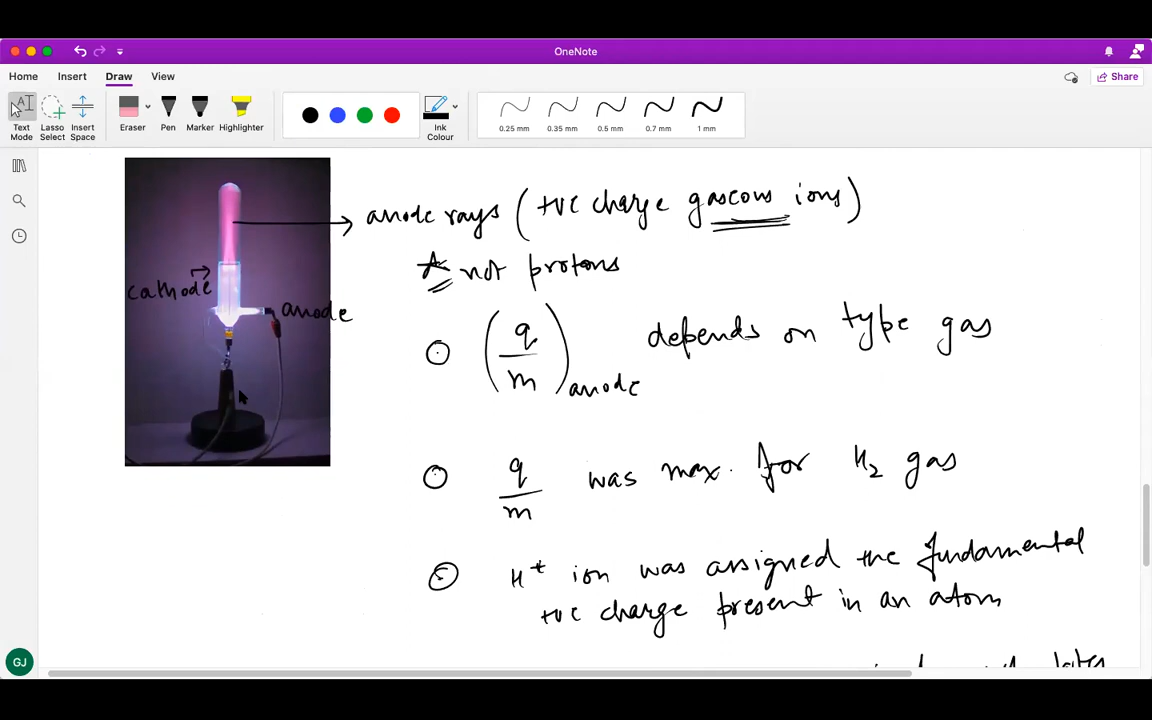 OneNote
Home Insert Draw View
Share
Text Mode
Lasso Select
Insert Space
Eraser
Pen
Marker
Highlighter
Ink Colour
0.25 mm
0.35 mm
0.5 mm
0.7 mm
1 mm
anode rays (+ve charge gaseous ions)
* not protons
cathode
anode
(q/m)anode depends on type gas
q/m was max. for H2 gas
H+ ion was assigned the fundamental
+ve charge present in an atom
later
GJ